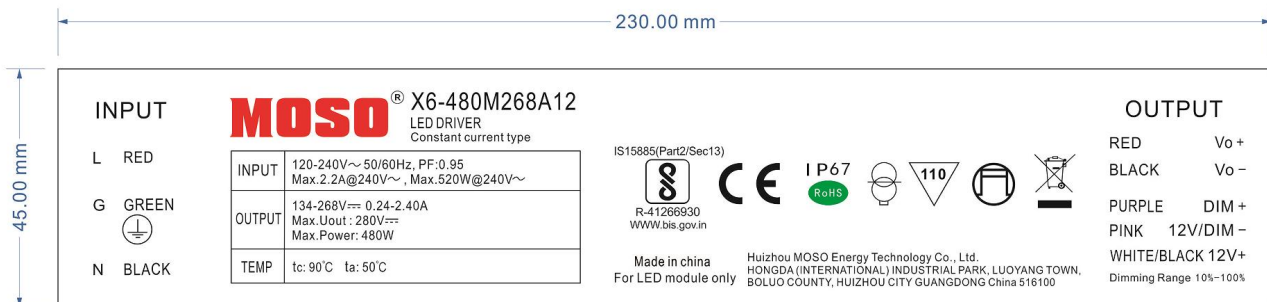 230.00 mm
45.00 mm
INPUT
L RED
G GREEN
N BLACK
MOSO® X6-480M268A12
LED DRIVER
Constant current type
INPUT 120-240V～ 50/60Hz, PF:0.95
Max.2.2A@240V～, Max.520W@240V～
OUTPUT 134-268V⎓ 0.24-2.40A
Max.Uout : 280V⎓
Max.Power: 480W
TEMP tc: 90℃ ta: 50℃
IS15885(Part2/Sec13)
R-41266930
WWW.bis.gov.in
CE
IP67
RoHS
110
Made in china
For LED module only
Huizhou MOSO Energy Technology Co., Ltd.
HONGDA (INTERNATIONAL) INDUSTRIAL PARK, LUOYANG TOWN,
BOLUO COUNTY, HUIZHOU CITY GUANGDONG China 516100
OUTPUT
RED Vo +
BLACK Vo −
PURPLE DIM +
PINK 12V/DIM −
WHITE/BLACK 12V+
Dimming Range 10%-100%